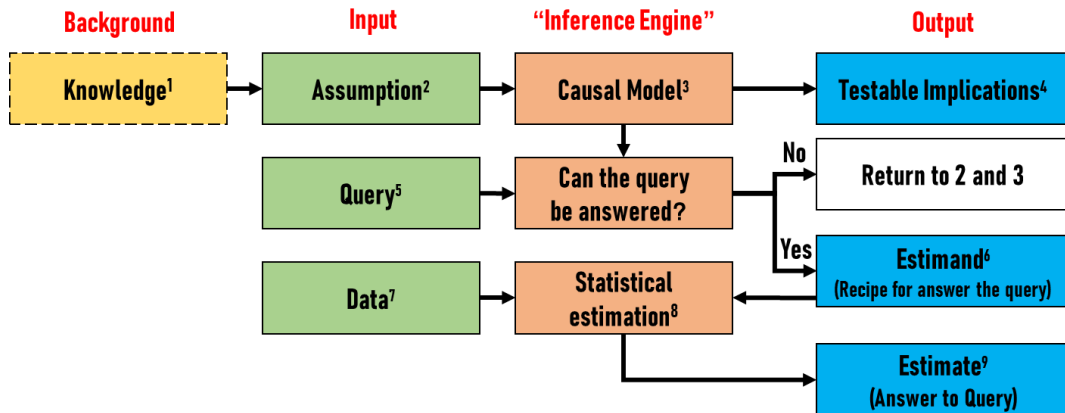 Background
Input
“Inference Engine”
Output
Knowledge¹
Assumption²
Causal Model³
Testable Implications⁴
Query⁵
Can the query
be answered?
No
Return to 2 and 3
Yes
Estimand⁶
(Recipe for answer the query)
Data⁷
Statistical
estimation⁸
Estimate⁹
(Answer to Query)